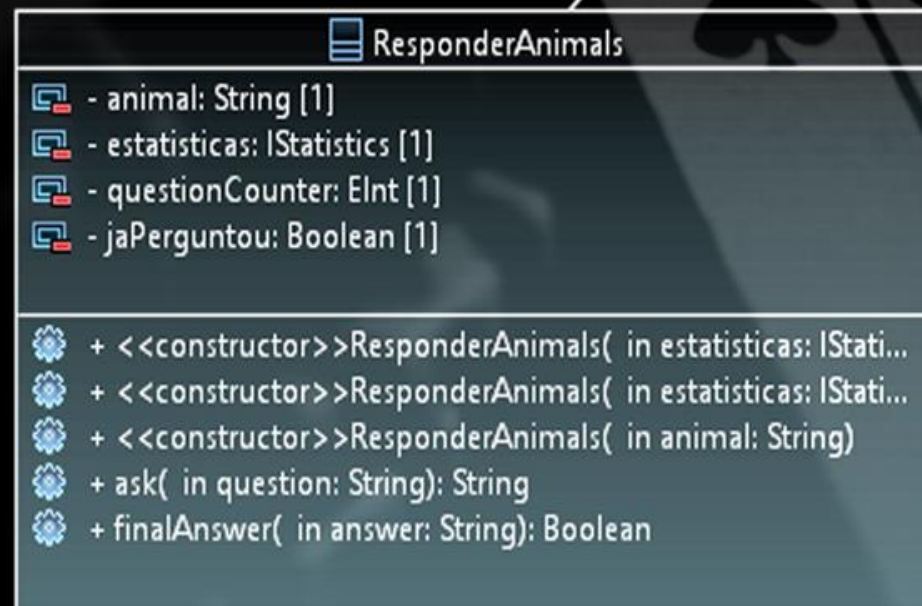 ResponderAnimals
- animal: String [1]
- estatisticas: IStatistics [1]
- questionCounter: EInt [1]
- jaPerguntou: Boolean [1]
+ <<constructor>>ResponderAnimals( in estatisticas: IStati...
+ <<constructor>>ResponderAnimals( in estatisticas: IStati...
+ <<constructor>>ResponderAnimals( in animal: String)
+ ask( in question: String): String
+ finalAnswer( in answer: String): Boolean